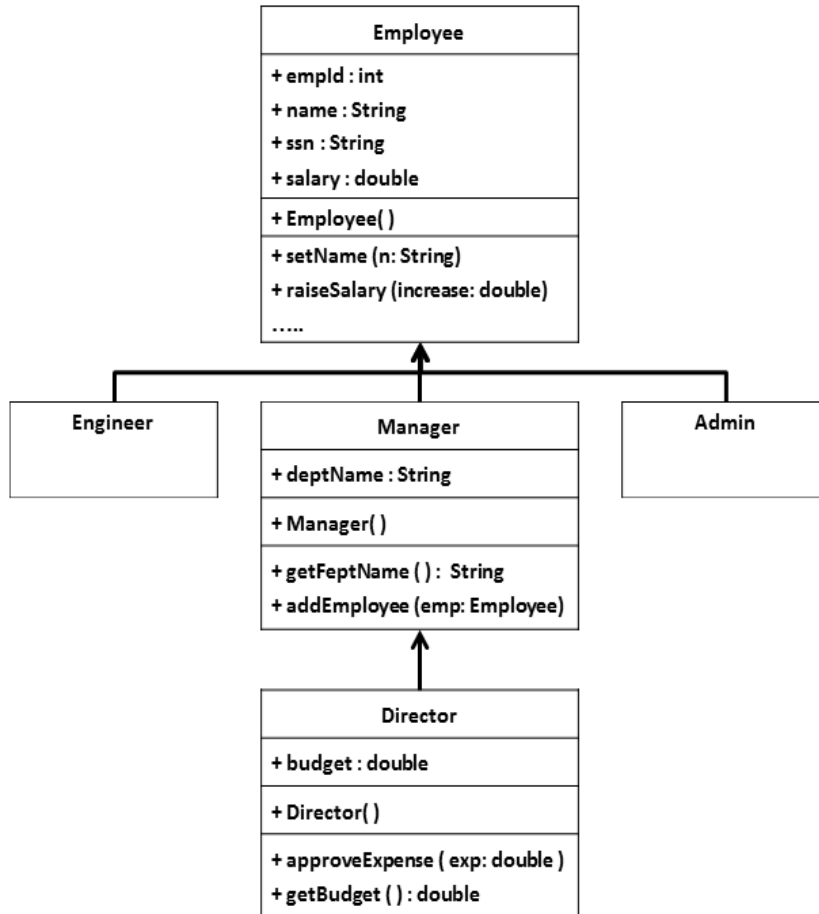 Employee
+ empId : int
+ name : String
+ ssn : String
+ salary : double
+ Employee( )
+ setName (n: String)
+ raiseSalary (increase: double)
.....
Engineer
Manager
+ deptName : String
+ Manager( )
+ getFeptName ( ) : String
+ addEmployee (emp: Employee)
Admin
Director
+ budget : double
+ Director( )
+ approveExpense ( exp: double )
+ getBudget ( ) : double